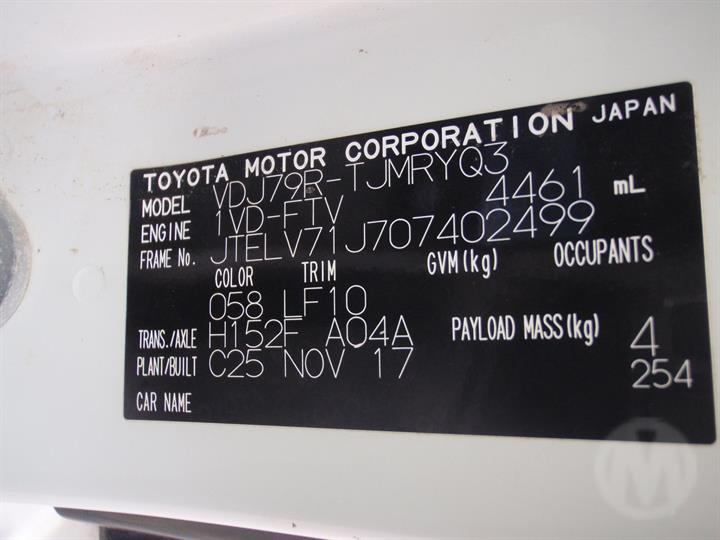 TOYOTA MOTOR CORPORATION JAPAN
MODEL VDJ79R-TJMRYQ3
ENGINE 1VD-FTV 4461 mL
FRAME No. JTELV71J707402499
COLOR TRIM GVM(kg) OCCUPANTS
058 LF10
TRANS./AXLE H152F A04A PAYLOAD MASS(kg) 4
PLANT/BUILT C25 NOV 17 254
CAR NAME
M